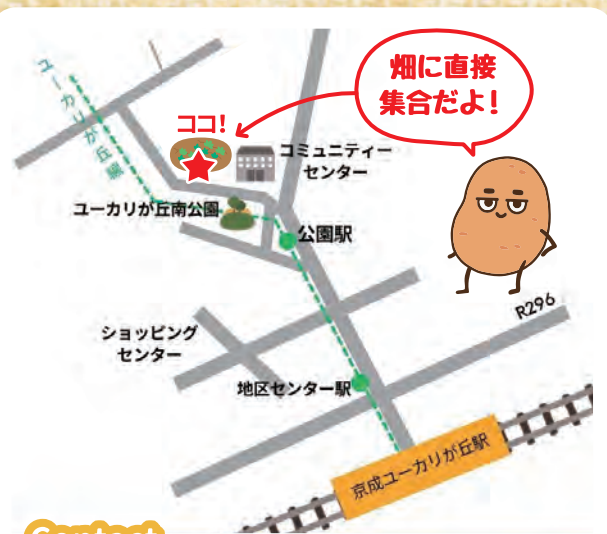 畑に直接
集合だよ！
ユーカリが丘線
ココ！
コミュニティー
センター
ユーカリが丘南公園
公園駅
R296
ショッピング
センター
地区センター駅
京成ユーカリが丘駅
Contact